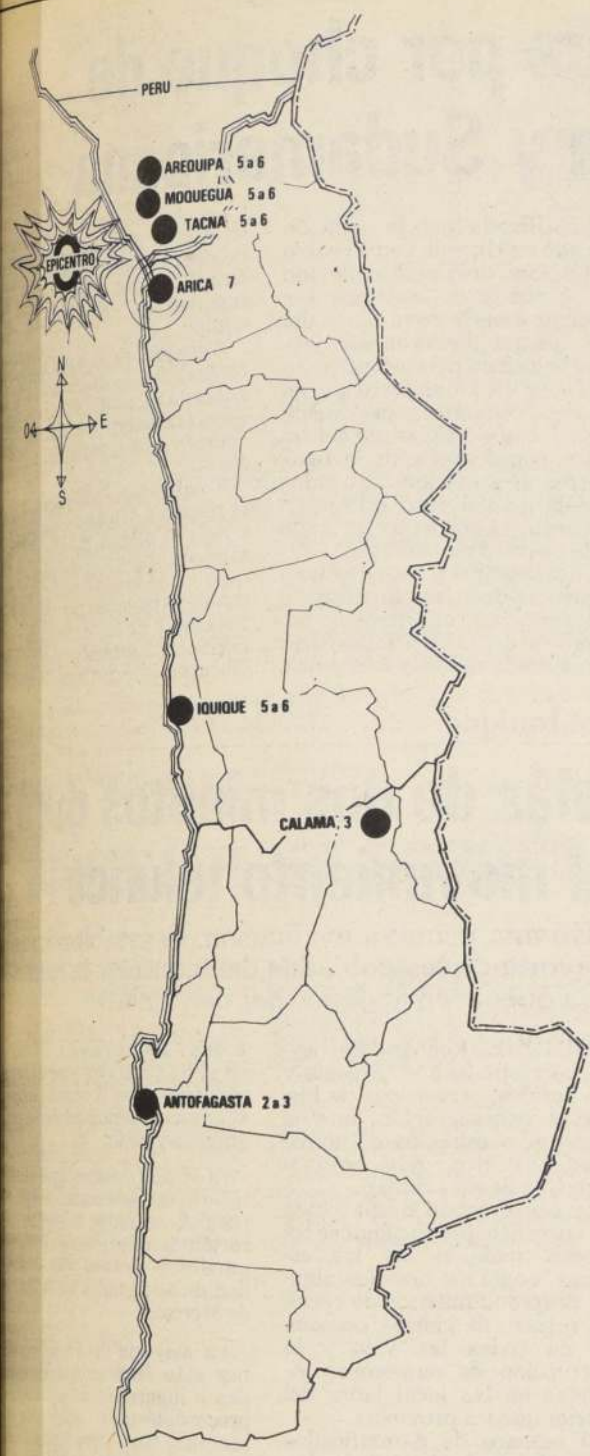 PERU
AREQUIPA 5 a 6
MOQUEGUA 5 a 6
TACNA 5 a 6
EPICENTRO
ARICA 7
N
O E
S
IQUIQUE 5 a 6
CALAMA, 3
ANTOFAGASTA 2 a 3